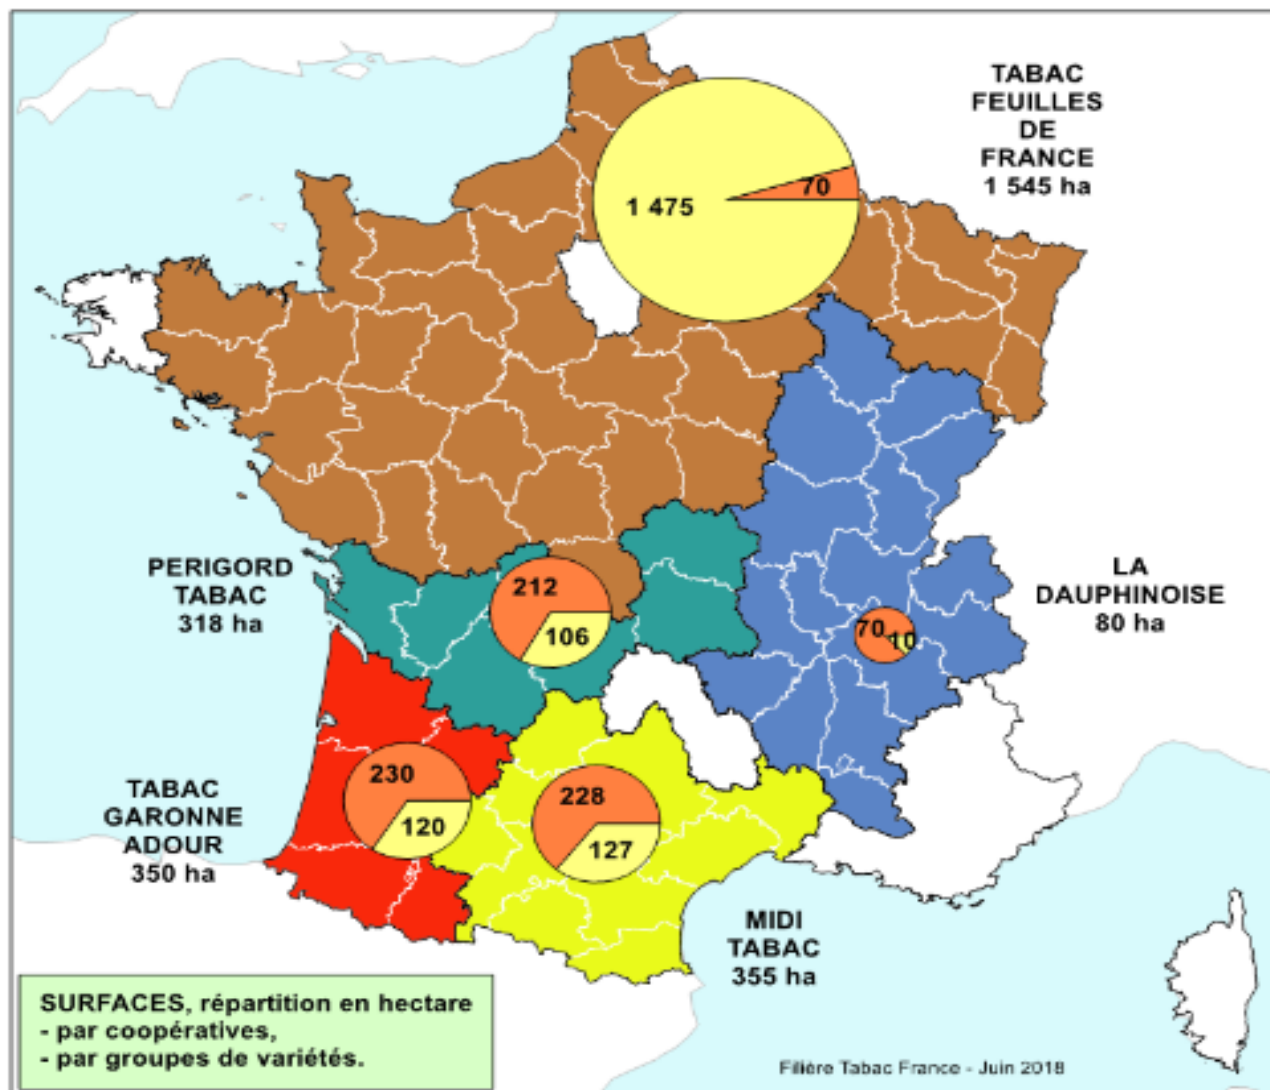 TABAC
FEUILLES
DE
FRANCE
1 545 ha
70
1 475
PERIGORD
TABAC
318 ha
212
106
LA
DAUPHINOISE
80 ha
70
10
TABAC
GARONNE
ADOUR
350 ha
230
120
228
127
MIDI
TABAC
355 ha
SURFACES, répartition en hectare
- par coopératives,
- par groupes de variétés.
Filière Tabac France - Juin 2018